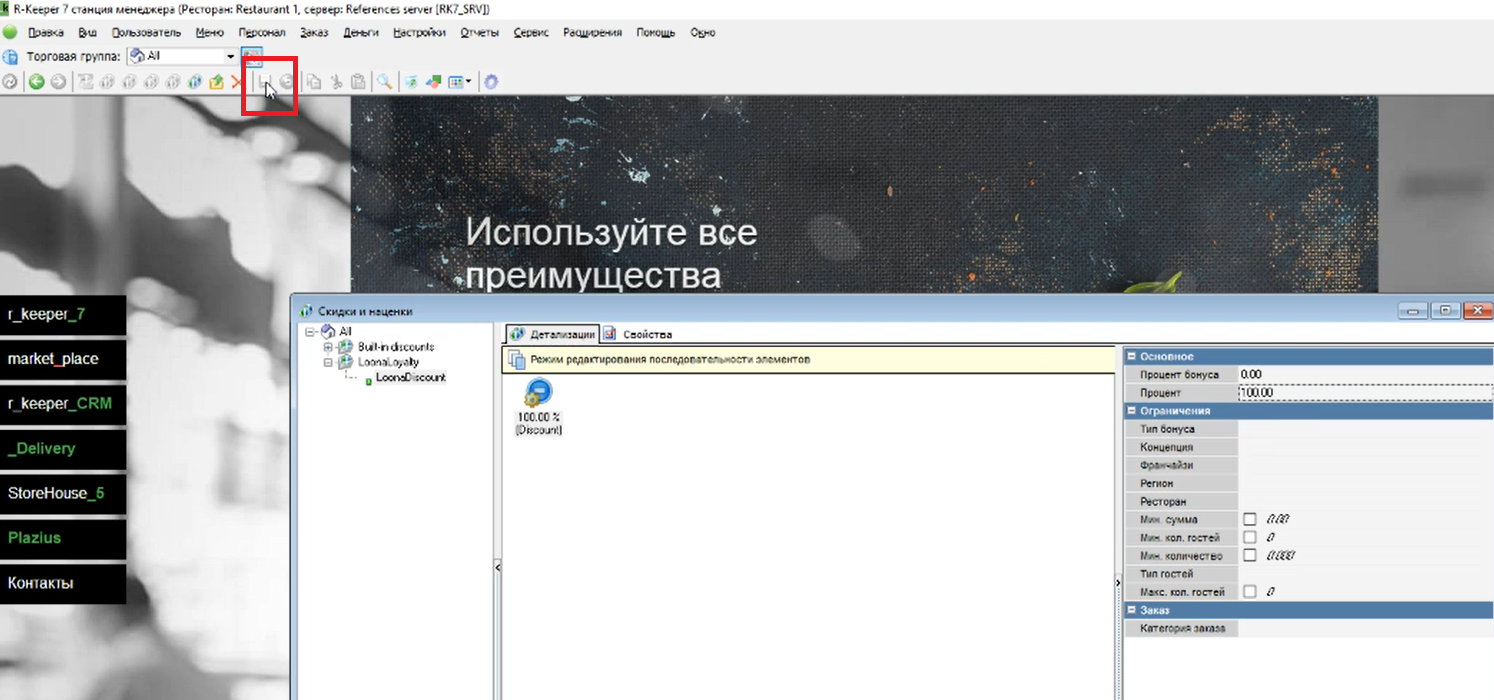 R-Keeper 7 станция менеджера (Ресторан: Restaurant 1, сервер: References server [RK7_SRV])
Правка Вид Пользователь Меню Персонал Заказ Деньги Настройки Отчеты Сервис Расширения Помощь Окно
Торговая группа: All
Используйте все
преимущества
r_keeper_7
market_place
r_keeper_CRM
_Delivery
StoreHouse_5
Plazius
Контакты
Скидки и наценки
All
Built-in discounts
LoonaLoyalty
LoonaDiscount
Детализации Свойства
Режим редактирования последовательности элементов
100.00 %
(Discount)
Основное
Процент бонуса 0.00
Процент 100.00
Ограничения
Тип бонуса
Концепция
Франчайзи
Регион
Ресторан
Мин. сумма 0.00
Мин. кол. гостей 0
Мин. количество 0.000
Тип гостей
Макс. кол. гостей 0
Заказ
Категория заказа